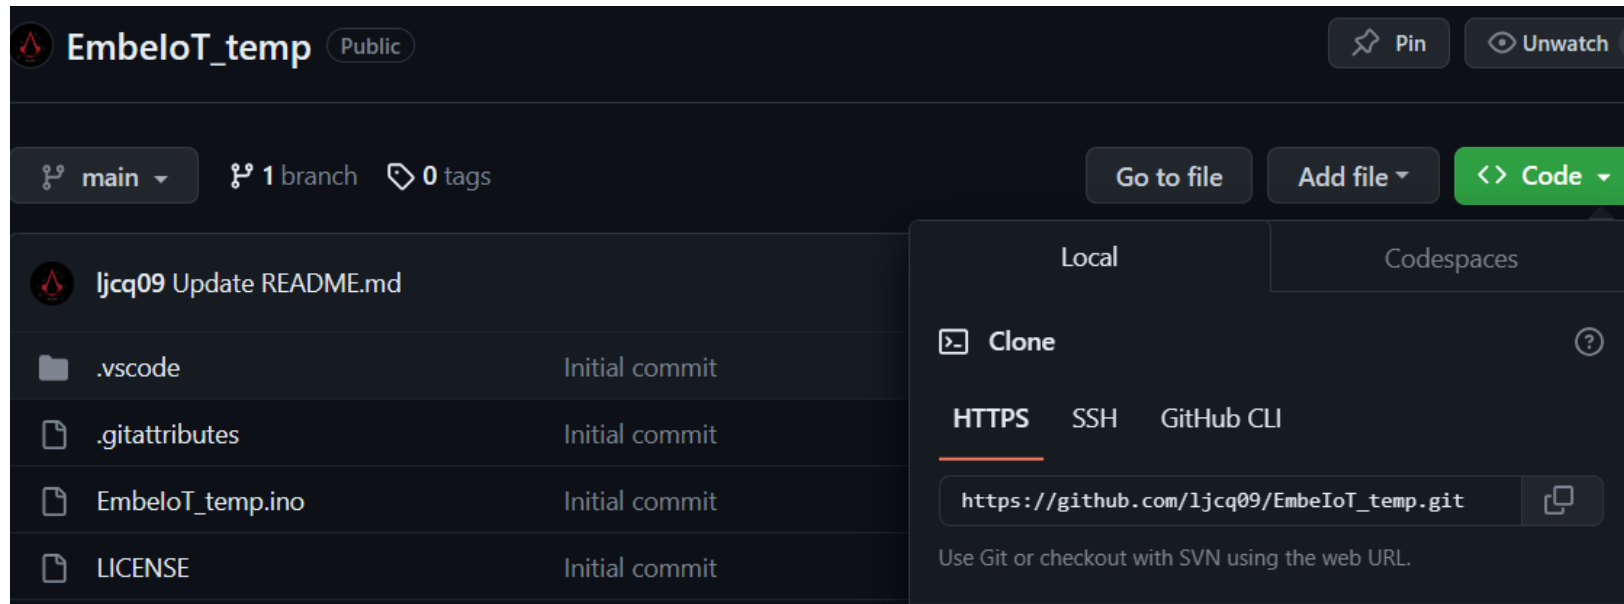 EmbeIoT_temp Public Pin Unwatch
main 1 branch 0 tags Go to file Add file Code
Local Codespaces
ljcq09 Update README.md
Clone
.vscode Initial commit
HTTPS SSH GitHub CLI
.gitattributes Initial commit
EmbeIoT_temp.ino Initial commit
https://github.com/ljcq09/EmbeIoT_temp.git
Use Git or checkout with SVN using the web URL.
LICENSE Initial commit